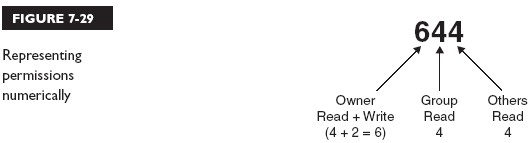 FIGURE 7-29
Representing
permissions
numerically
644
Owner
Read + Write
(4 + 2 = 6)
Group
Read
4
Others
Read
4